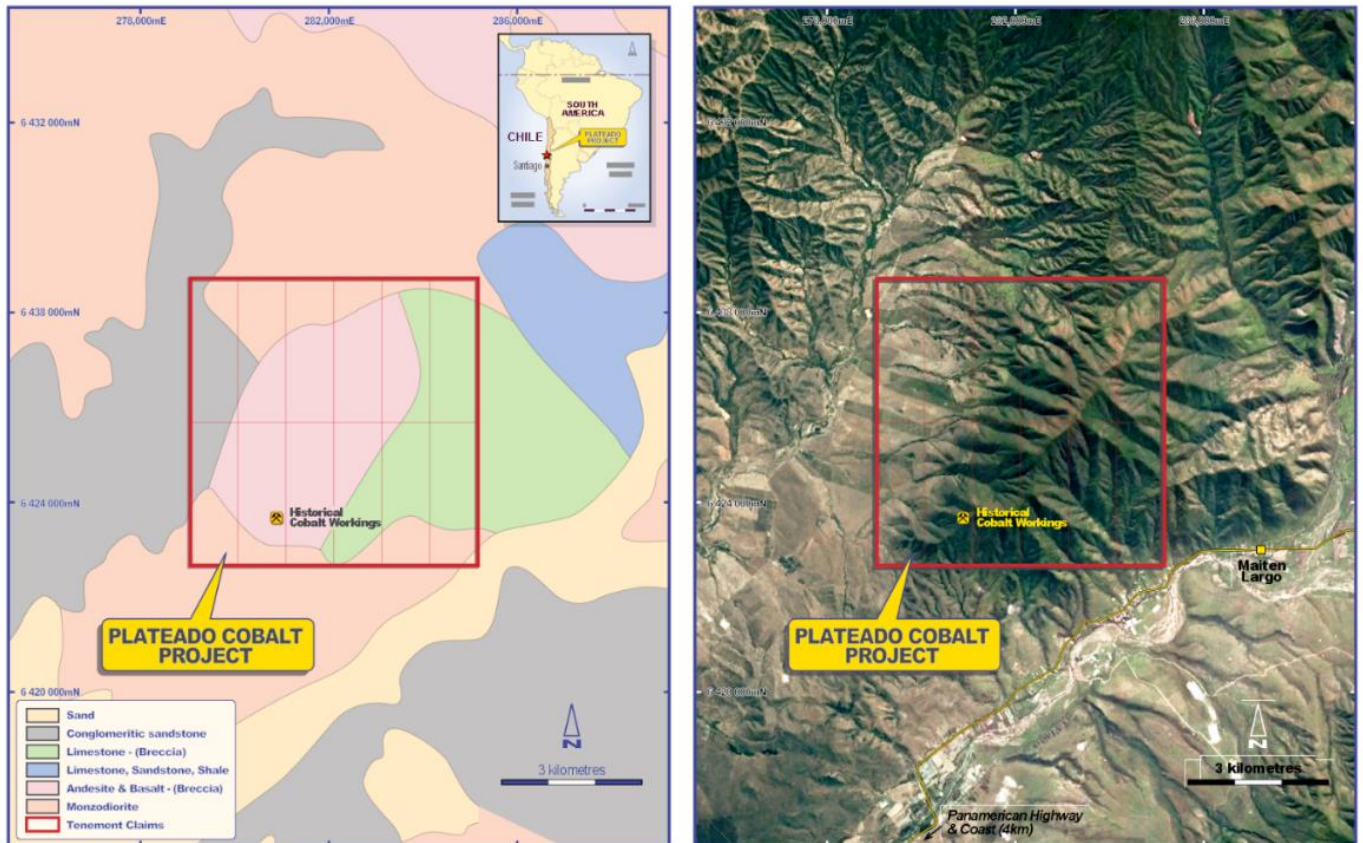 278,000mE
282,000mE
286,000mE
6 432 000mN
6 438 000mN
6 424 000mN
6 420 000mN
SOUTH
AMERICA
CHILE
PLATEADO
PROJECT
Santiago
Historical
Cobalt Workings
PLATEADO COBALT
PROJECT
Sand
Conglomeritic sandstone
Limestone - (Breccia)
Limestone, Sandstone, Shale
Andesite & Basalt - (Breccia)
Monzodiorite
Tenement Claims
N
3 kilometres
6 424 000mN
Historical
Cobalt Workings
Maiten
Largo
PLATEADO COBALT
PROJECT
N
3 kilometres
Panamerican Highway
& Coast (4km)